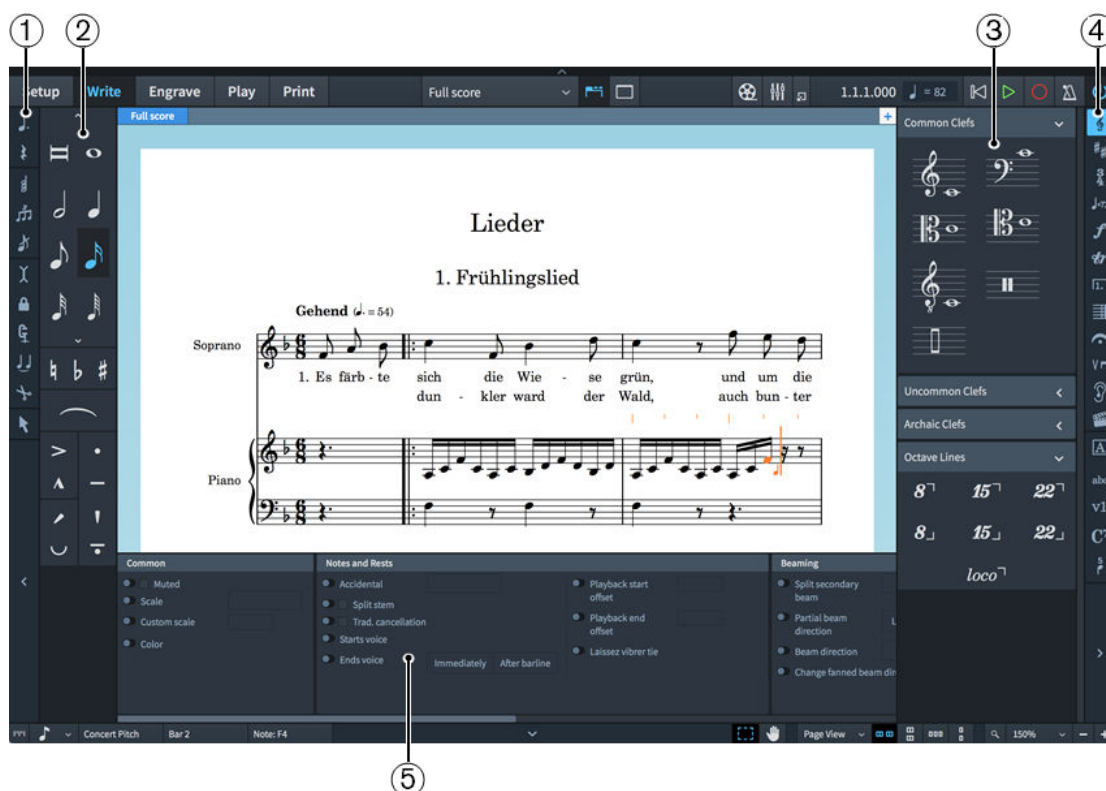 1 2 3 4
Setup Write Engrave Play Print Full score 1.1.1.000 = 82
Full score
Common Clefs
Lieder
1. Frühlingslied
Gehend (♩. = 54)
Soprano
1. Es färb - te sich die Wie - se grün, und um die
dun - kler ward der Wald, auch bun - ter
Piano
Uncommon Clefs
Archaic Clefs
Octave Lines
8 15 22
8 15 22
loco
Common Notes and Rests Beaming
Muted Accidental Playback start offset Split secondary beam
Scale Split stem
Custom scale Trad. cancellation Playback end offset Partial beam direction L
Color Starts voice
Ends voice Immediately After barline Laissez vibrer tie Beam direction
Change fanned beam dir
Concert Pitch Bar 2 Note: F4 Page View 150%
5